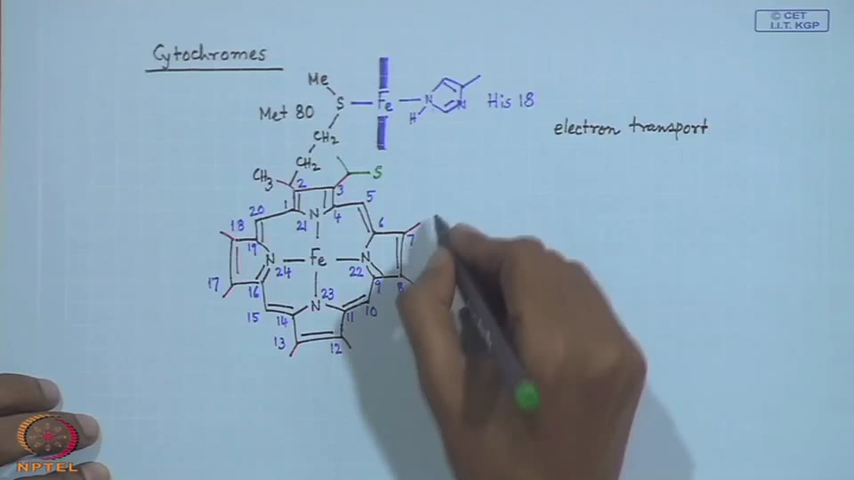 © CET
I.I.T. KGP
Cytochromes
Me
Met 80 S Fe N N His 18
H
CH₂
CH₂
electron transport
CH₃ 2 3 S
1 4 5
20 21 N
18 6 7
19 N 24 Fe 22 N
17 16 23 9 8
15 14 N 11 10
13 12
NPTEL